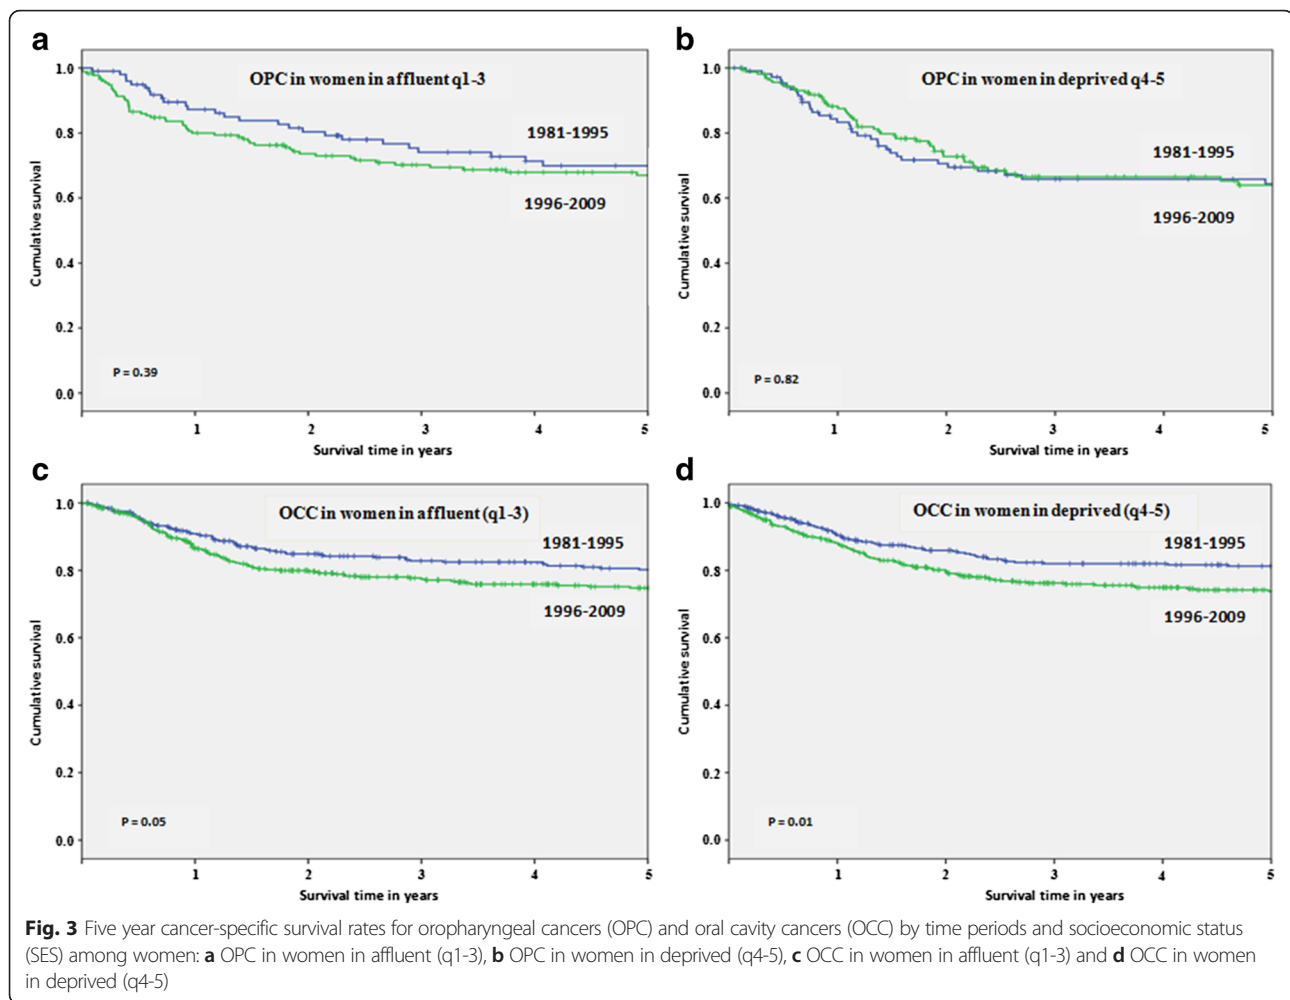 a
OPC in women in affluent q1-3
1.0
0.8
0.6
0.4
0.2
0.0
Cumulative survival
1981-1995
1996-2009
P = 0.39
1 2 3 4 5
Survival time in years
b
OPC in women in deprived q4-5
1.0
0.8
0.6
0.4
0.2
0.0
Cumulative survival
1981-1995
1996-2009
P = 0.82
1 2 3 4 5
Survival time in years
c
OCC in women in affluent (q1-3)
1.0
0.8
0.6
0.4
0.2
0.0
Cumulative survival
1981-1995
1996-2009
P = 0.05
1 2 3 4 5
Survival time in years
d
OCC in women in deprived (q4-5)
1.0
0.8
0.6
0.4
0.2
0.0
Cumulative survival
1981-1995
1996-2009
P = 0.01
1 2 3 4 5
Survival time in years
Fig. 3 Five year cancer-specific survival rates for oropharyngeal cancers (OPC) and oral cavity cancers (OCC) by time periods and socioeconomic status
(SES) among women: a OPC in women in affluent (q1-3), b OPC in women in deprived (q4-5), c OCC in women in affluent (q1-3) and d OCC in women
in deprived (q4-5)